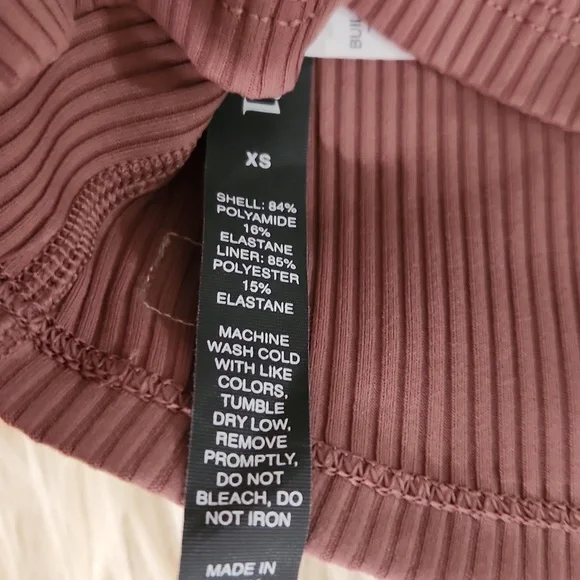 XS
SHELL: 84%
POLYAMIDE
16%
ELASTANE
LINER: 85%
POLYESTER
15%
ELASTANE
MACHINE
WASH COLD
WITH LIKE
COLORS,
TUMBLE
DRY LOW,
REMOVE
PROMPTLY,
DO NOT
BLEACH, DO
NOT IRON
MADE IN